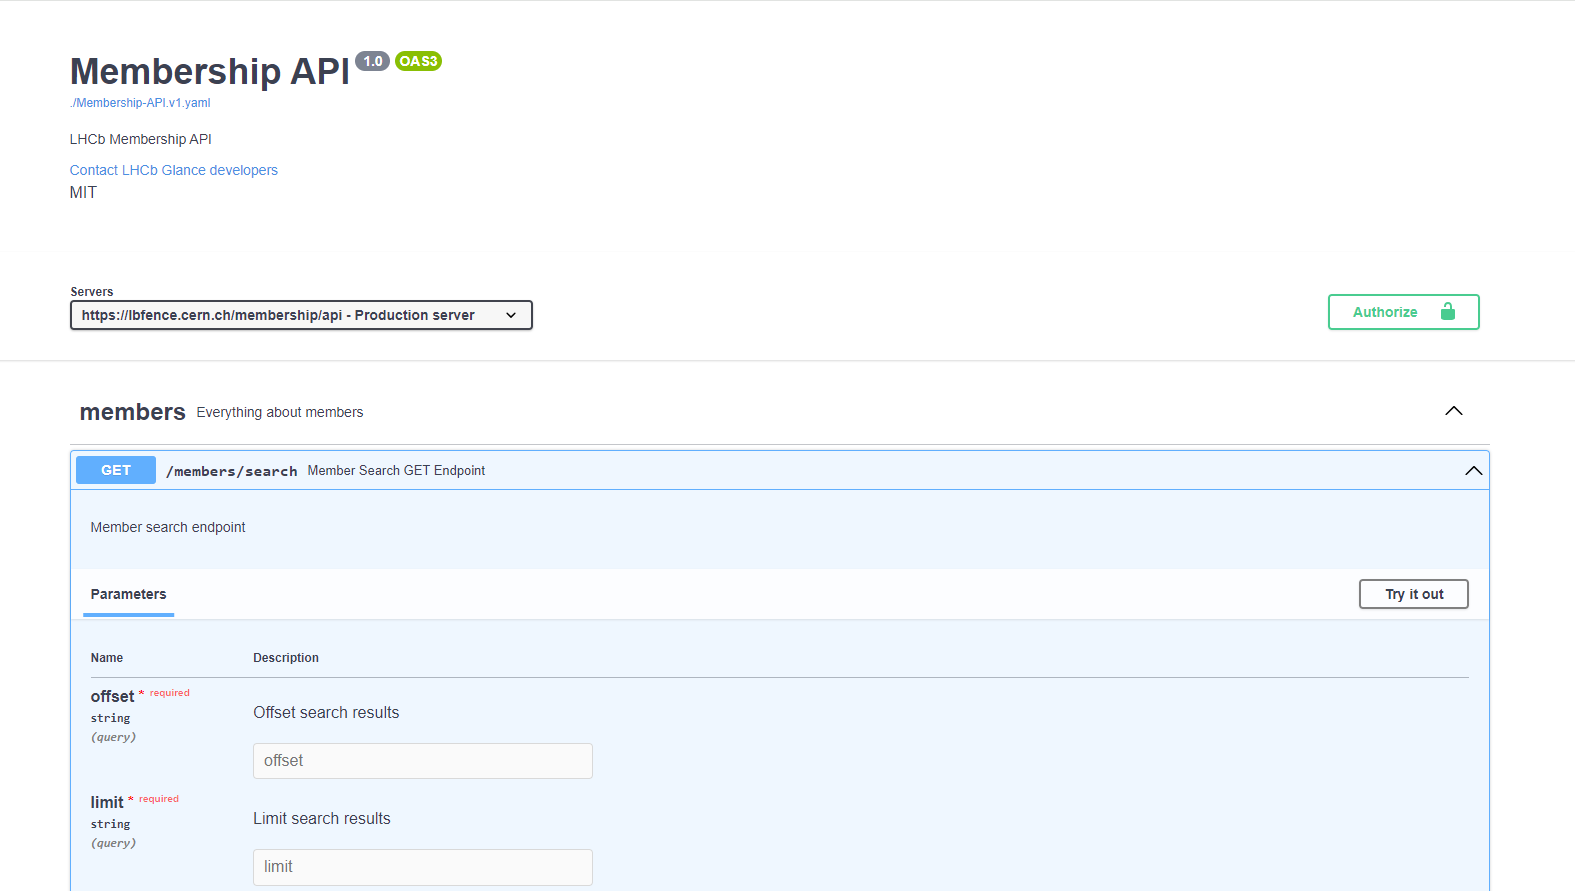 Membership API 1.0 OAS3
./Membership-API.v1.yaml
LHCb Membership API
Contact LHCb Glance developers
MIT
Servers
https://lbfence.cern.ch/membership/api - Production server
Authorize
members Everything about members
GET /members/search Member Search GET Endpoint
Member search endpoint
Parameters
Try it out
Name Description
offset * required
string
(query)
Offset search results
offset
limit * required
string
(query)
Limit search results
limit